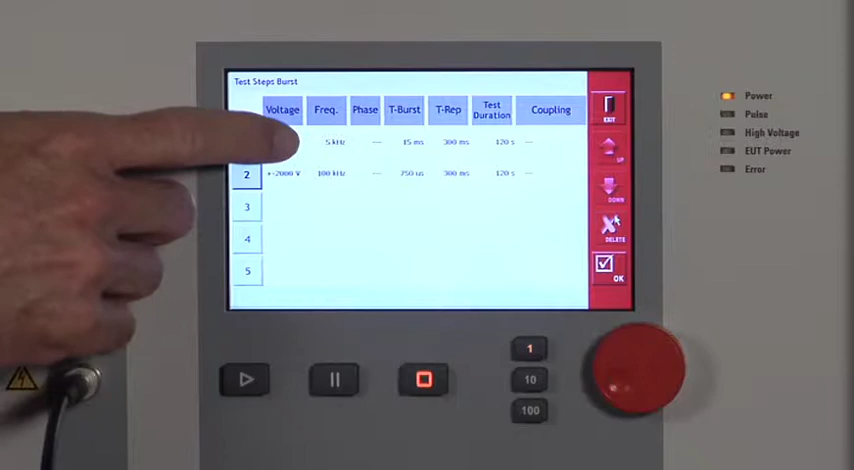 Test Steps Burst
Voltage Freq. Phase T-Burst T-Rep Test Duration Coupling
5 kHz --- 15 ms 300 ms 120 s ---
2 +-2000 V 100 kHz --- 750 us 300 ms 120 s ---
3
4
5
EXIT
UP
DOWN
DELETE
OK
Power
Pulse
High Voltage
EUT Power
Error
1
10
100